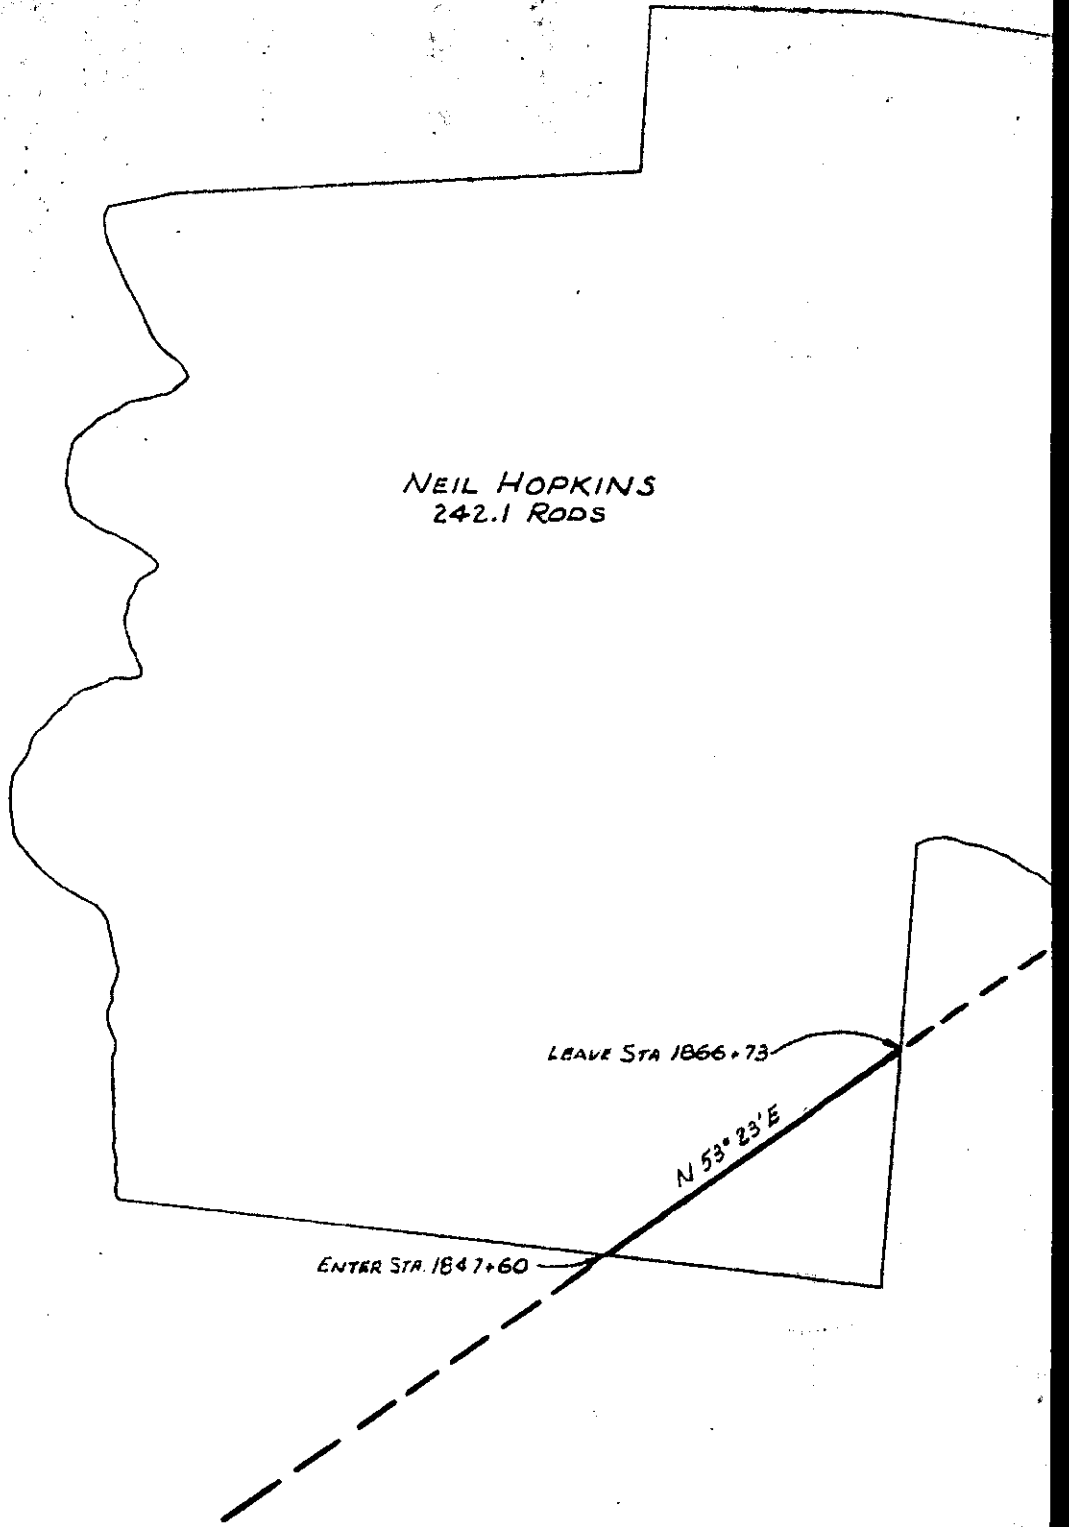 NEIL HOPKINS
242.1 RODS
LEAVE STA 1866+73
N 53° 23' E
ENTER STA. 1847+60